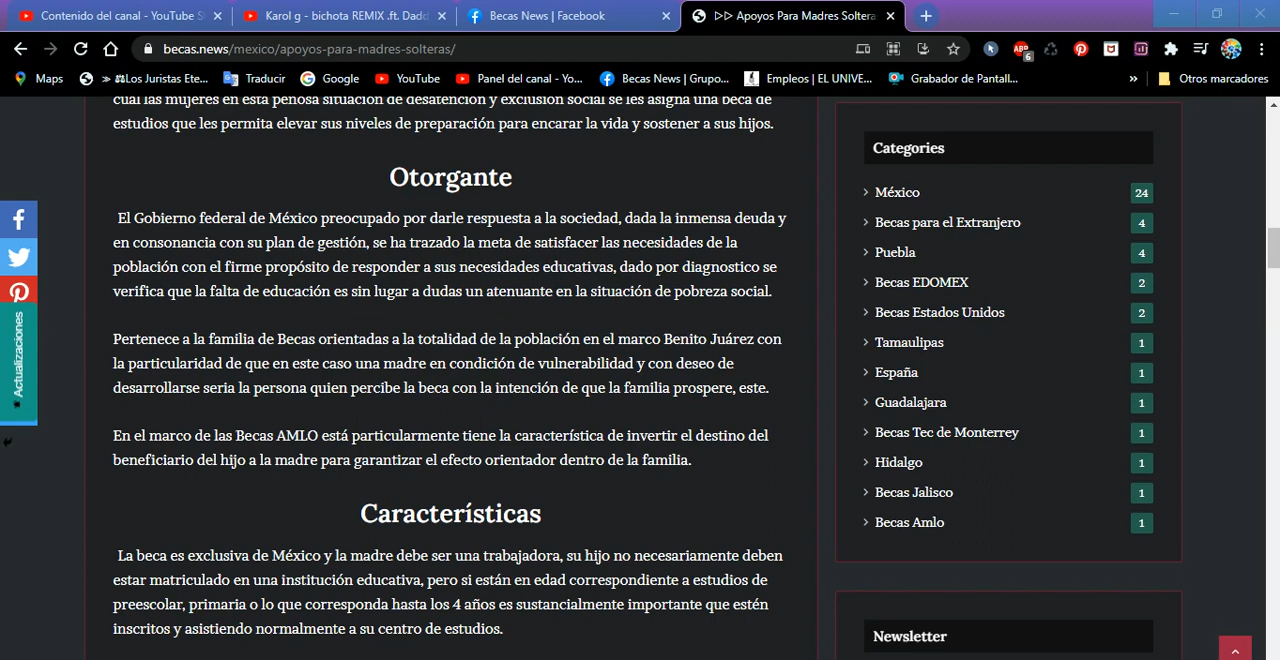 Contenido del canal - YouTube S
Karol g - bichota REMIX .ft. Dadd
Becas News | Facebook
▷▷ Apoyos Para Madres Soltera
becas.news/mexico/apoyos-para-madres-solteras/
ABP
6
Maps
» ⚖Los Juristas Ete...
Traducir
Google
YouTube
Panel del canal - Yo...
Becas News | Grupo...
Empleos | EL UNIVE...
Grabador de Pantall...
»
Otros marcadores
cual las mujeres en esta penosa situación de desatención y exclusión social se les asigna una beca de
estudios que les permita elevar sus niveles de preparación para encarar la vida y sostener a sus hijos.
Otorgante
El Gobierno federal de México preocupado por darle respuesta a la sociedad, dada la inmensa deuda y
en consonancia con su plan de gestión, se ha trazado la meta de satisfacer las necesidades de la
población con el firme propósito de responder a sus necesidades educativas, dado por diagnostico se
verifica que la falta de educación es sin lugar a dudas un atenuante en la situación de pobreza social.
Pertenece a la familia de Becas orientadas a la totalidad de la población en el marco Benito Juárez con
la particularidad de que en este caso una madre en condición de vulnerabilidad y con deseo de
desarrollarse seria la persona quien percibe la beca con la intención de que la familia prospere, este.
En el marco de las Becas AMLO está particularmente tiene la característica de invertir el destino del
beneficiario del hijo a la madre para garantizar el efecto orientador dentro de la familia.
Características
La beca es exclusiva de México y la madre debe ser una trabajadora, su hijo no necesariamente deben
estar matriculado en una institución educativa, pero si están en edad correspondiente a estudios de
preescolar, primaria o lo que corresponda hasta los 4 años es sustancialmente importante que estén
inscritos y asistiendo normalmente a su centro de estudios.
Actualizaciones
Categories
México 24
Becas para el Extranjero 4
Puebla 4
Becas EDOMEX 2
Becas Estados Unidos 2
Tamaulipas 1
España 1
Guadalajara 1
Becas Tec de Monterrey 1
Hidalgo 1
Becas Jalisco 1
Becas Amlo 1
Newsletter